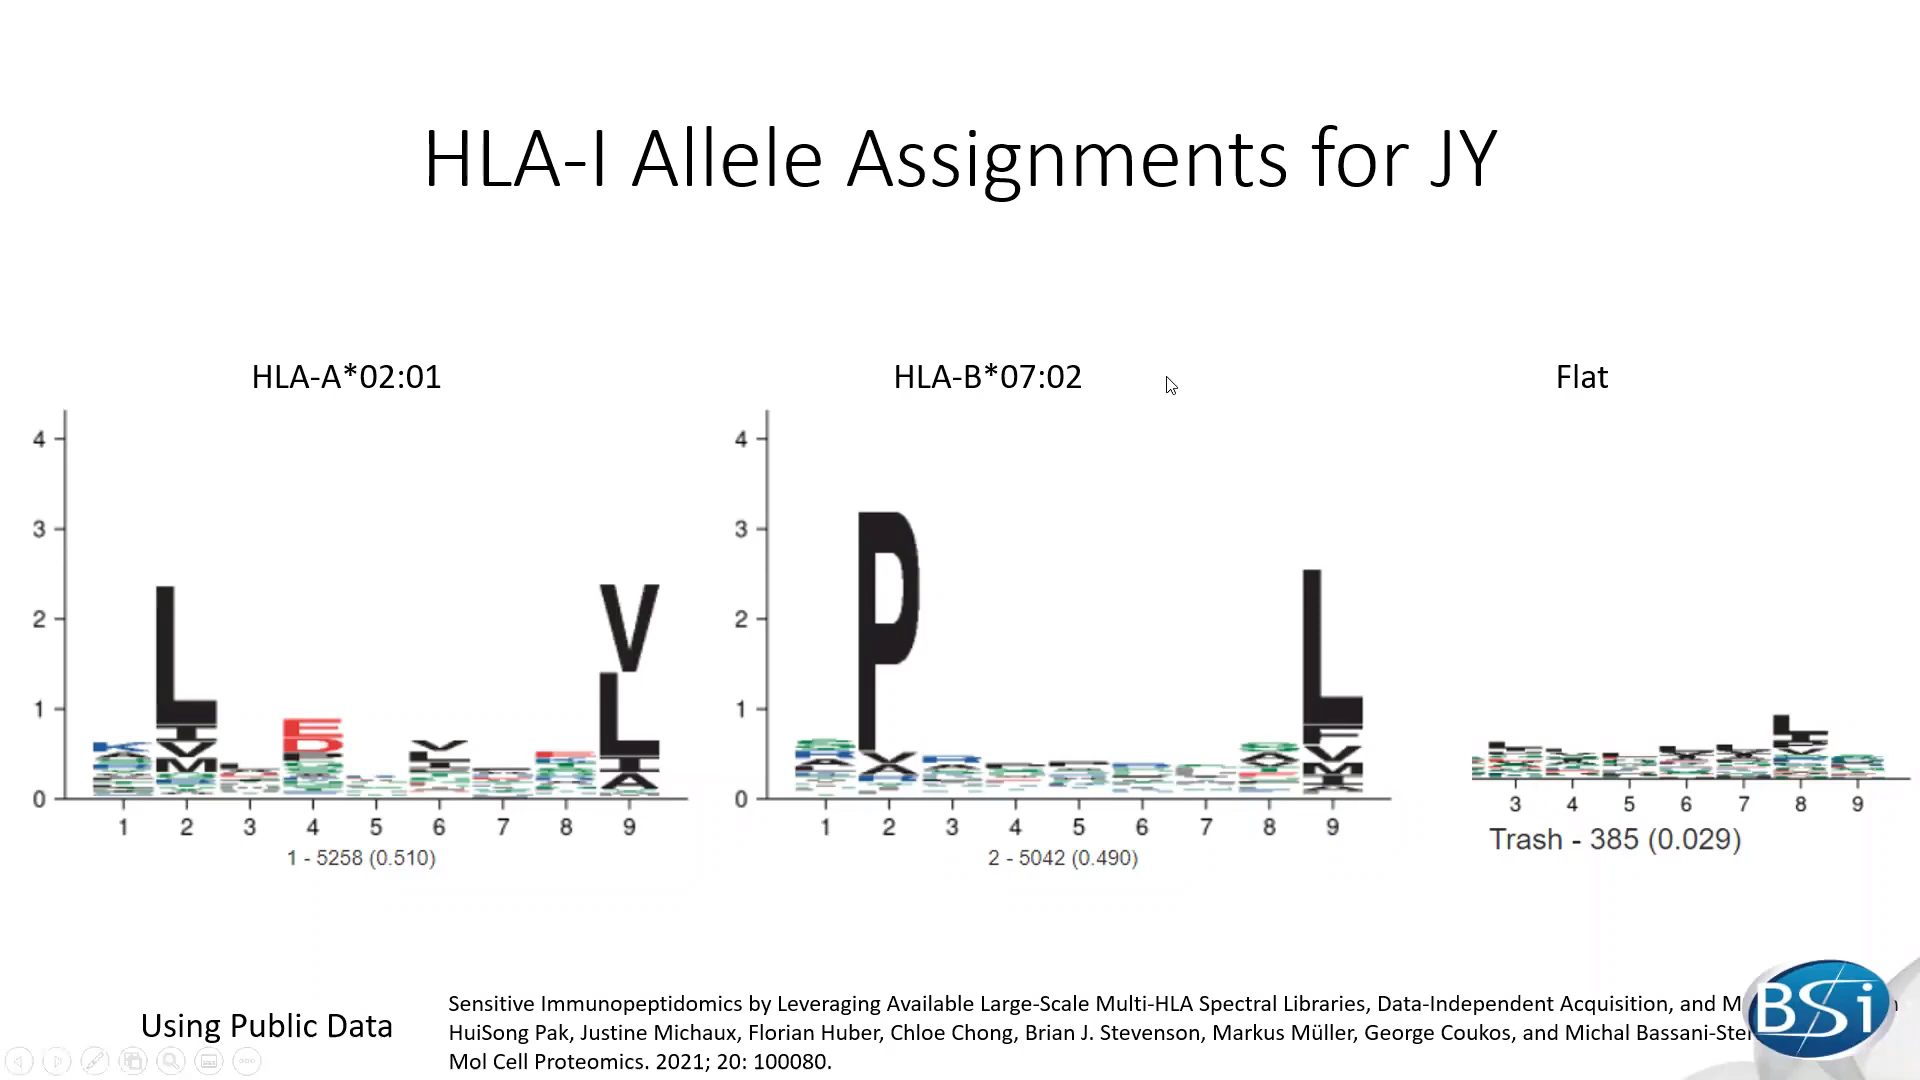 HLA-I Allele Assignments for JY
HLA-A*02:01
HLA-B*07:02
Flat
4
3
2
1
0
L
V
L
E
D
K
V
M
1 2 3 4 5 6 7 8 9
1 - 5258 (0.510)
4
3
2
1
0
P
L
1 2 3 4 5 6 7 8 9
2 - 5042 (0.490)
L
3 4 5 6 7 8 9
Trash - 385 (0.029)
Using Public Data
Sensitive Immunopeptidomics by Leveraging Available Large-Scale Multi-HLA Spectral Libraries, Data-Independent Acquisition, and
HuiSong Pak, Justine Michaux, Florian Huber, Chloe Chong, Brian J. Stevenson, Markus Müller, George Coukos, and Michal
Mol Cell Proteomics. 2021; 20: 100080.
BSi